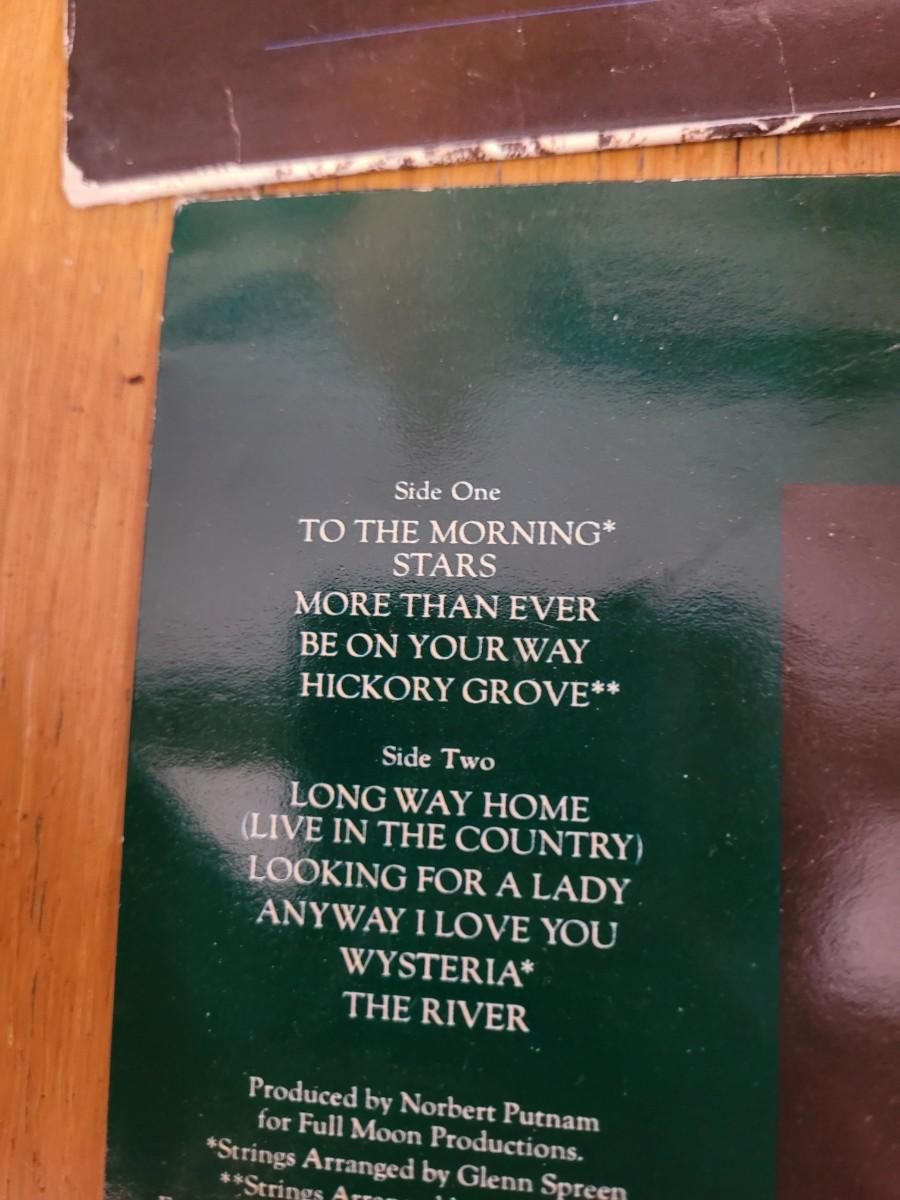 Side One
TO THE MORNING*
STARS
MORE THAN EVER
BE ON YOUR WAY
HICKORY GROVE**
Side Two
LONG WAY HOME
(LIVE IN THE COUNTRY)
LOOKING FOR A LADY
ANYWAY I LOVE YOU
WYSTERIA*
THE RIVER
Produced by Norbert Putnam
for Full Moon Productions.
*Strings Arranged by Glenn Spreen
**Strings